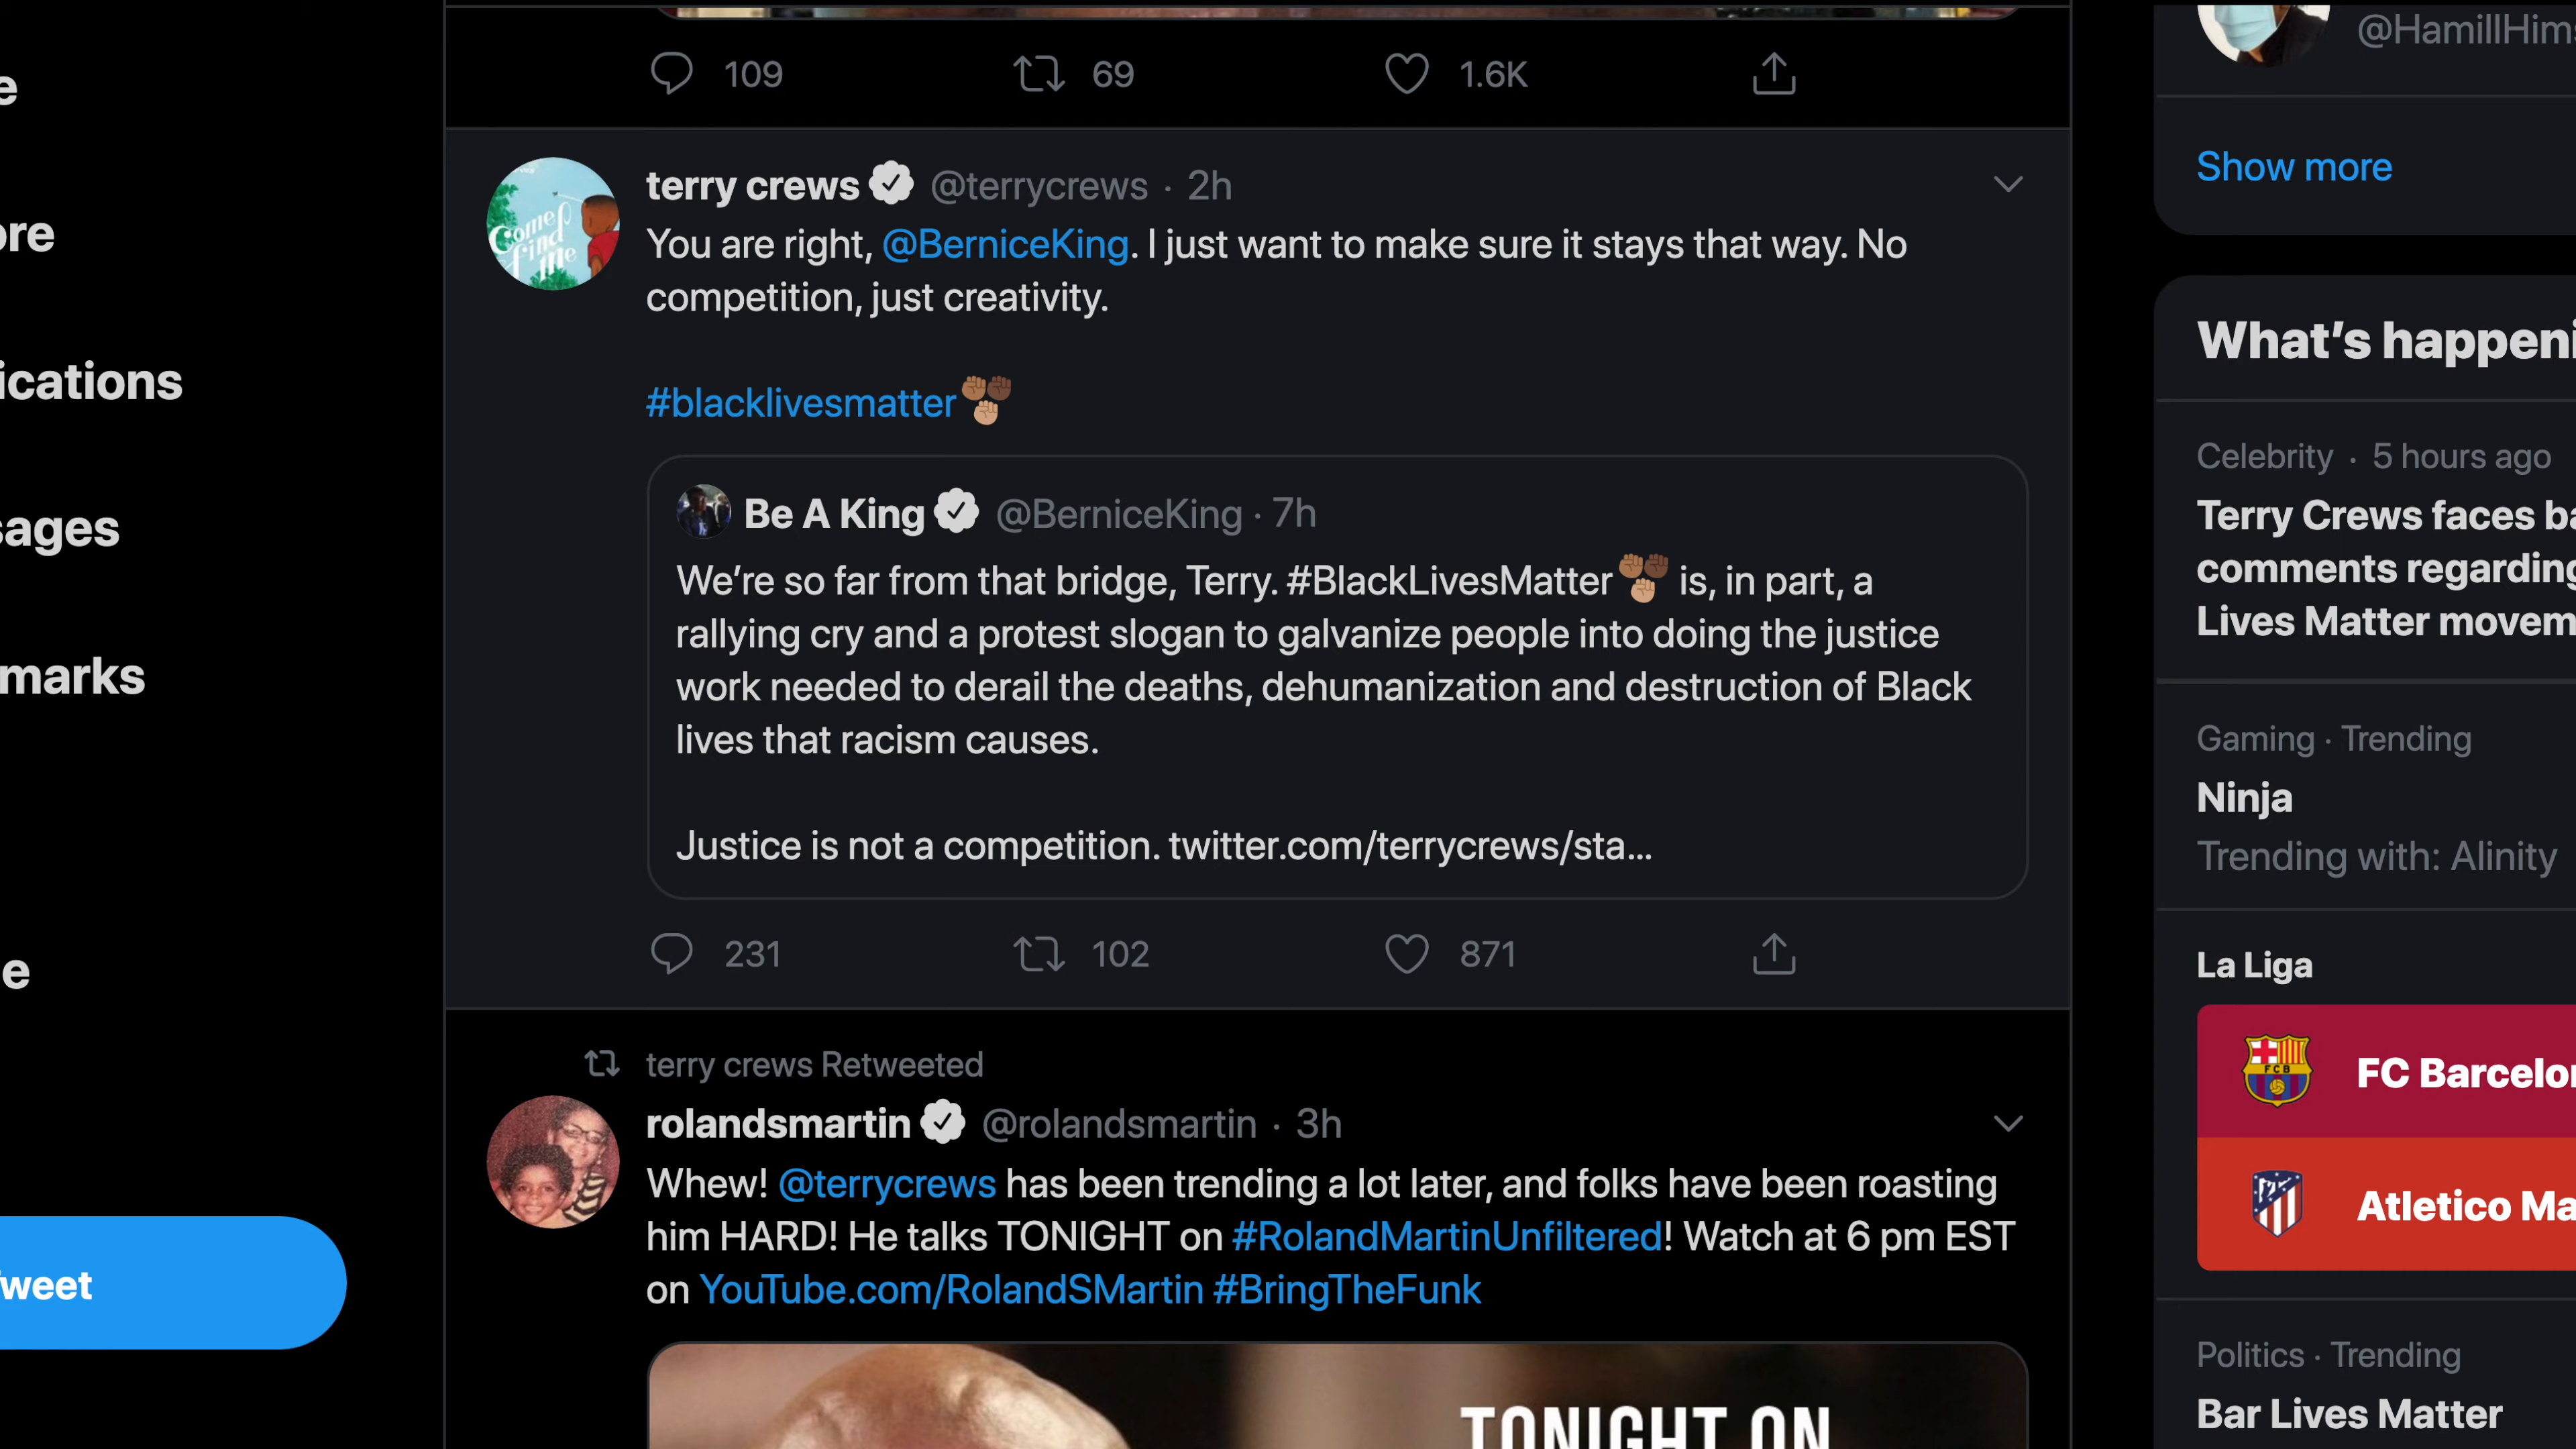 e
ore
ications
sages
marks
e
weet
109 69 1.6K
terry crews @terrycrews · 2h
You are right, @BerniceKing. I just want to make sure it stays that way. No
competition, just creativity.
#blacklivesmatter
Be A King @BerniceKing · 7h
We're so far from that bridge, Terry. #BlackLivesMatter is, in part, a
rallying cry and a protest slogan to galvanize people into doing the justice
work needed to derail the deaths, dehumanization and destruction of Black
lives that racism causes.
Justice is not a competition. twitter.com/terrycrews/sta...
231 102 871
terry crews Retweeted
rolandsmartin @rolandsmartin · 3h
Whew! @terrycrews has been trending a lot later, and folks have been roasting
him HARD! He talks TONIGHT on #RolandMartinUnfiltered! Watch at 6 pm EST
on YouTube.com/RolandSMartin #BringTheFunk
TONIGHT ON
Come
find
me
@HamillHims
Show more
What's happeni
Celebrity · 5 hours ago
Terry Crews faces ba
comments regarding
Lives Matter movem
Gaming · Trending
Ninja
Trending with: Alinity
La Liga
FCB
FC Barcelon
Atletico Ma
Politics · Trending
Bar Lives Matter